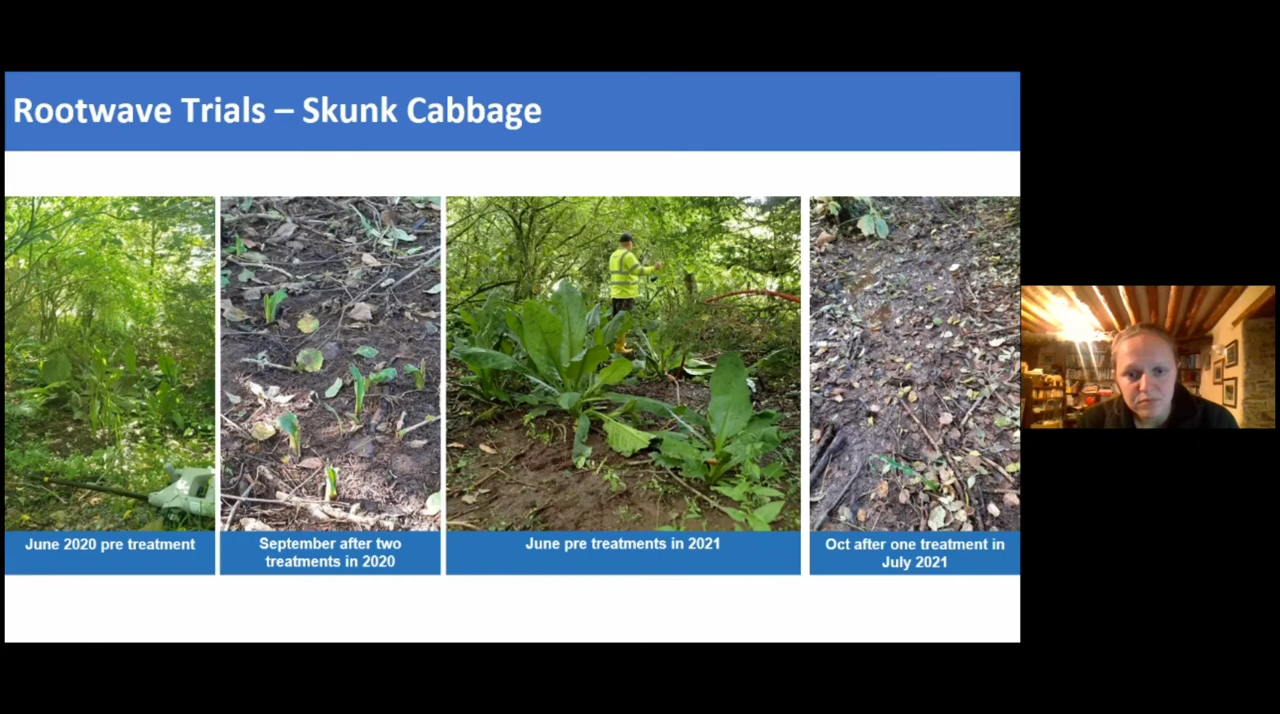 Rootwave Trials – Skunk Cabbage
June 2020 pre treatment
September after two
treatments in 2020
June pre treatments in 2021
Oct after one treatment in
July 2021